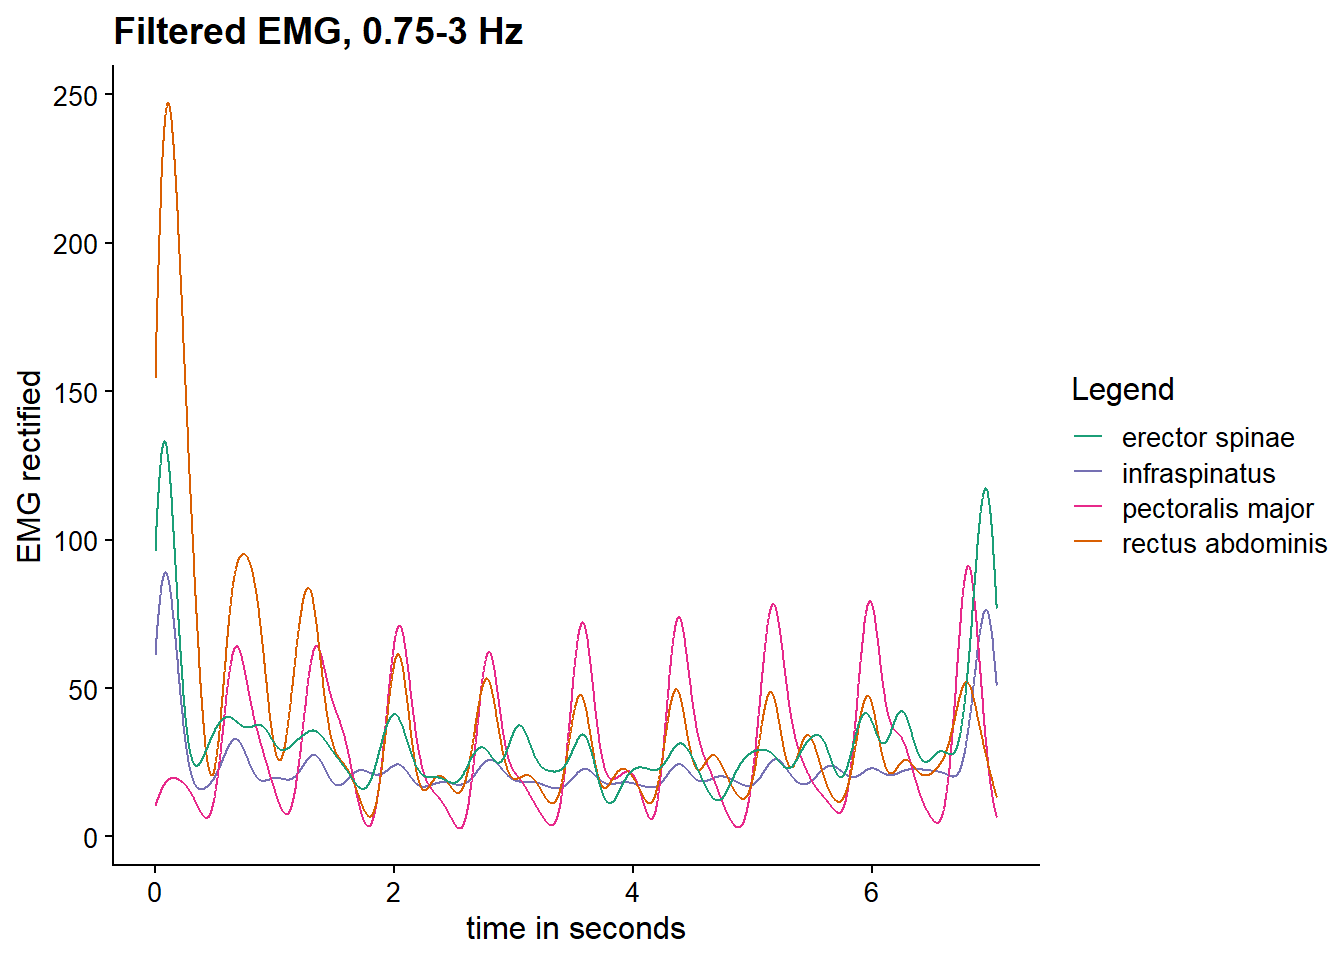 Filtered EMG, 0.75-3 Hz
250
200
150
100
50
0
EMG rectified
0 2 4 6
time in seconds
Legend
erector spinae
infraspinatus
pectoralis major
rectus abdominis